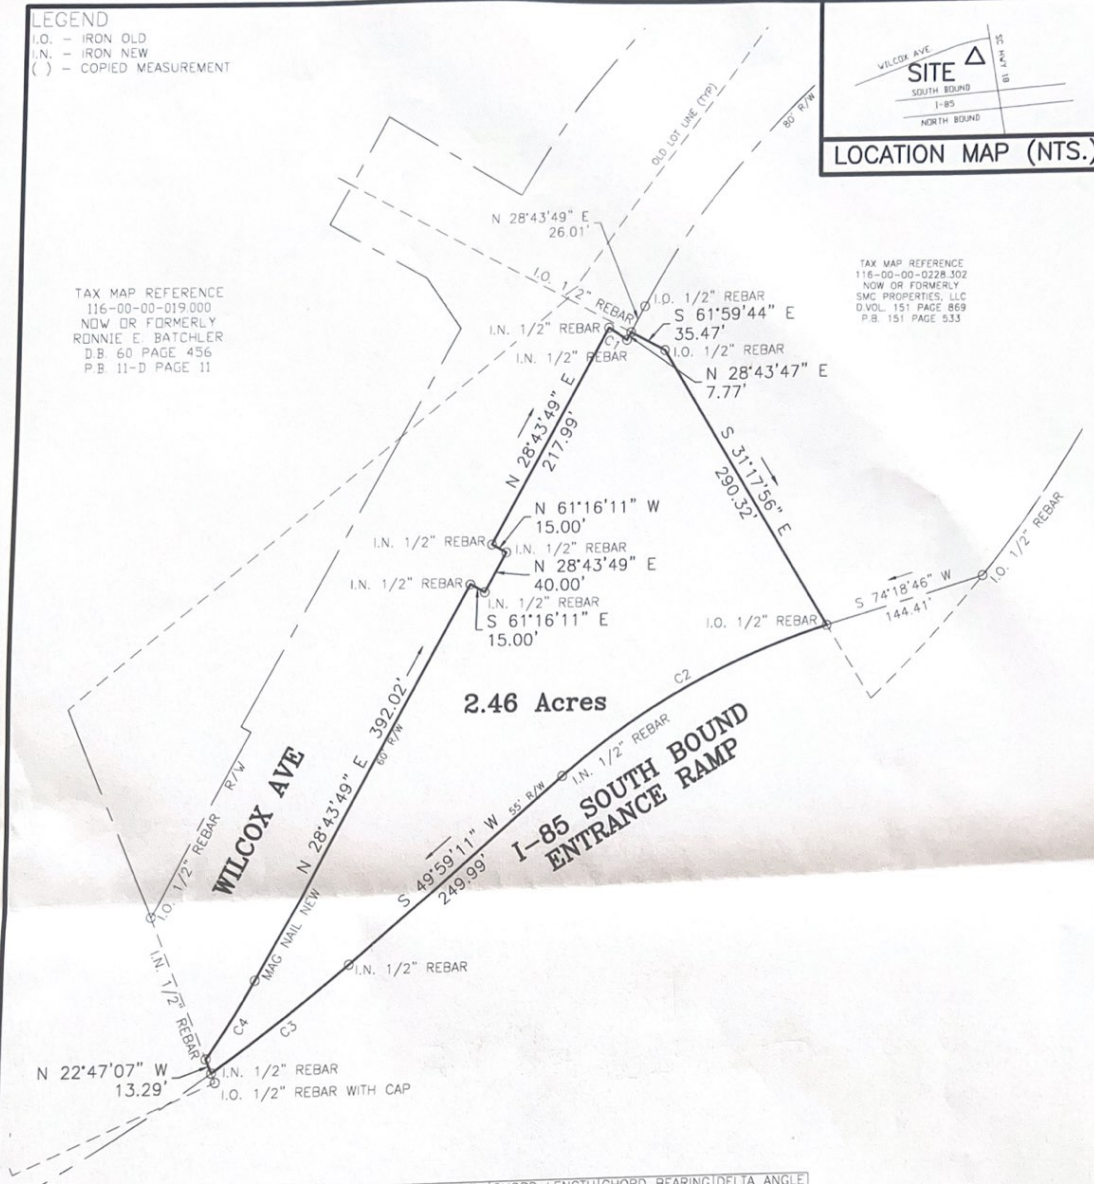 LEGEND
I.O. - IRON OLD
I.N. - IRON NEW
( ) - COPIED MEASUREMENT
WILCOX AVE.
SC HWY 18
SITE
SOUTH BOUND
I-85
NORTH BOUND
LOCATION MAP (NTS.)
80' R/W
OLD LOT LINE (TYP)
N 28°43'49" E
26.01'
TAX MAP REFERENCE
116-00-00-0228.302
NOW OR FORMERLY
SMC PROPERTIES, LLC
D.VOL. 151 PAGE 869
P.B. 151 PAGE 533
TAX MAP REFERENCE
116-00-00-019.000
NOW OR FORMERLY
RONNIE E. BATCHLER
D.B. 60 PAGE 456
P.B. 11-D PAGE 11
I.O. 1/2" REBAR
I.O. 1/2" REBAR
S 61°59'44" E
35.47'
I.N. 1/2" REBAR
C1
I.N. 1/2" REBAR
I.O. 1/2" REBAR
N 28°43'47" E
7.77'
N 28°43'49" E
217.99'
S 31°17'56" E
290.32'
N 61°16'11" W
15.00'
I.N. 1/2" REBAR
I.N. 1/2" REBAR
N 28°43'49" E
40.00'
I.N. 1/2" REBAR
I.N. 1/2" REBAR
S 61°16'11" E
15.00'
I.O. 1/2" REBAR
S 74°18'46" W
144.41'
I.O. 1/2" REBAR
C2
2.46 Acres
N 28°43'49" E 392.02'
60' R/W
R/W
WILCOX AVE
I.O. 1/2" REBAR
I.N. 1/2" REBAR
55' R/W
I-85 SOUTH BOUND
ENTRANCE RAMP
S 49°59'11" W
249.99'
MAG NAIL NEW
I.N. 1/2" REBAR
I.N. 1/2" REBAR
C4
C3
N 22°47'07" W
13.29'
I.N. 1/2" REBAR
I.O. 1/2" REBAR WITH CAP
LENGTH CHORD BEARING DELTA ANGLE